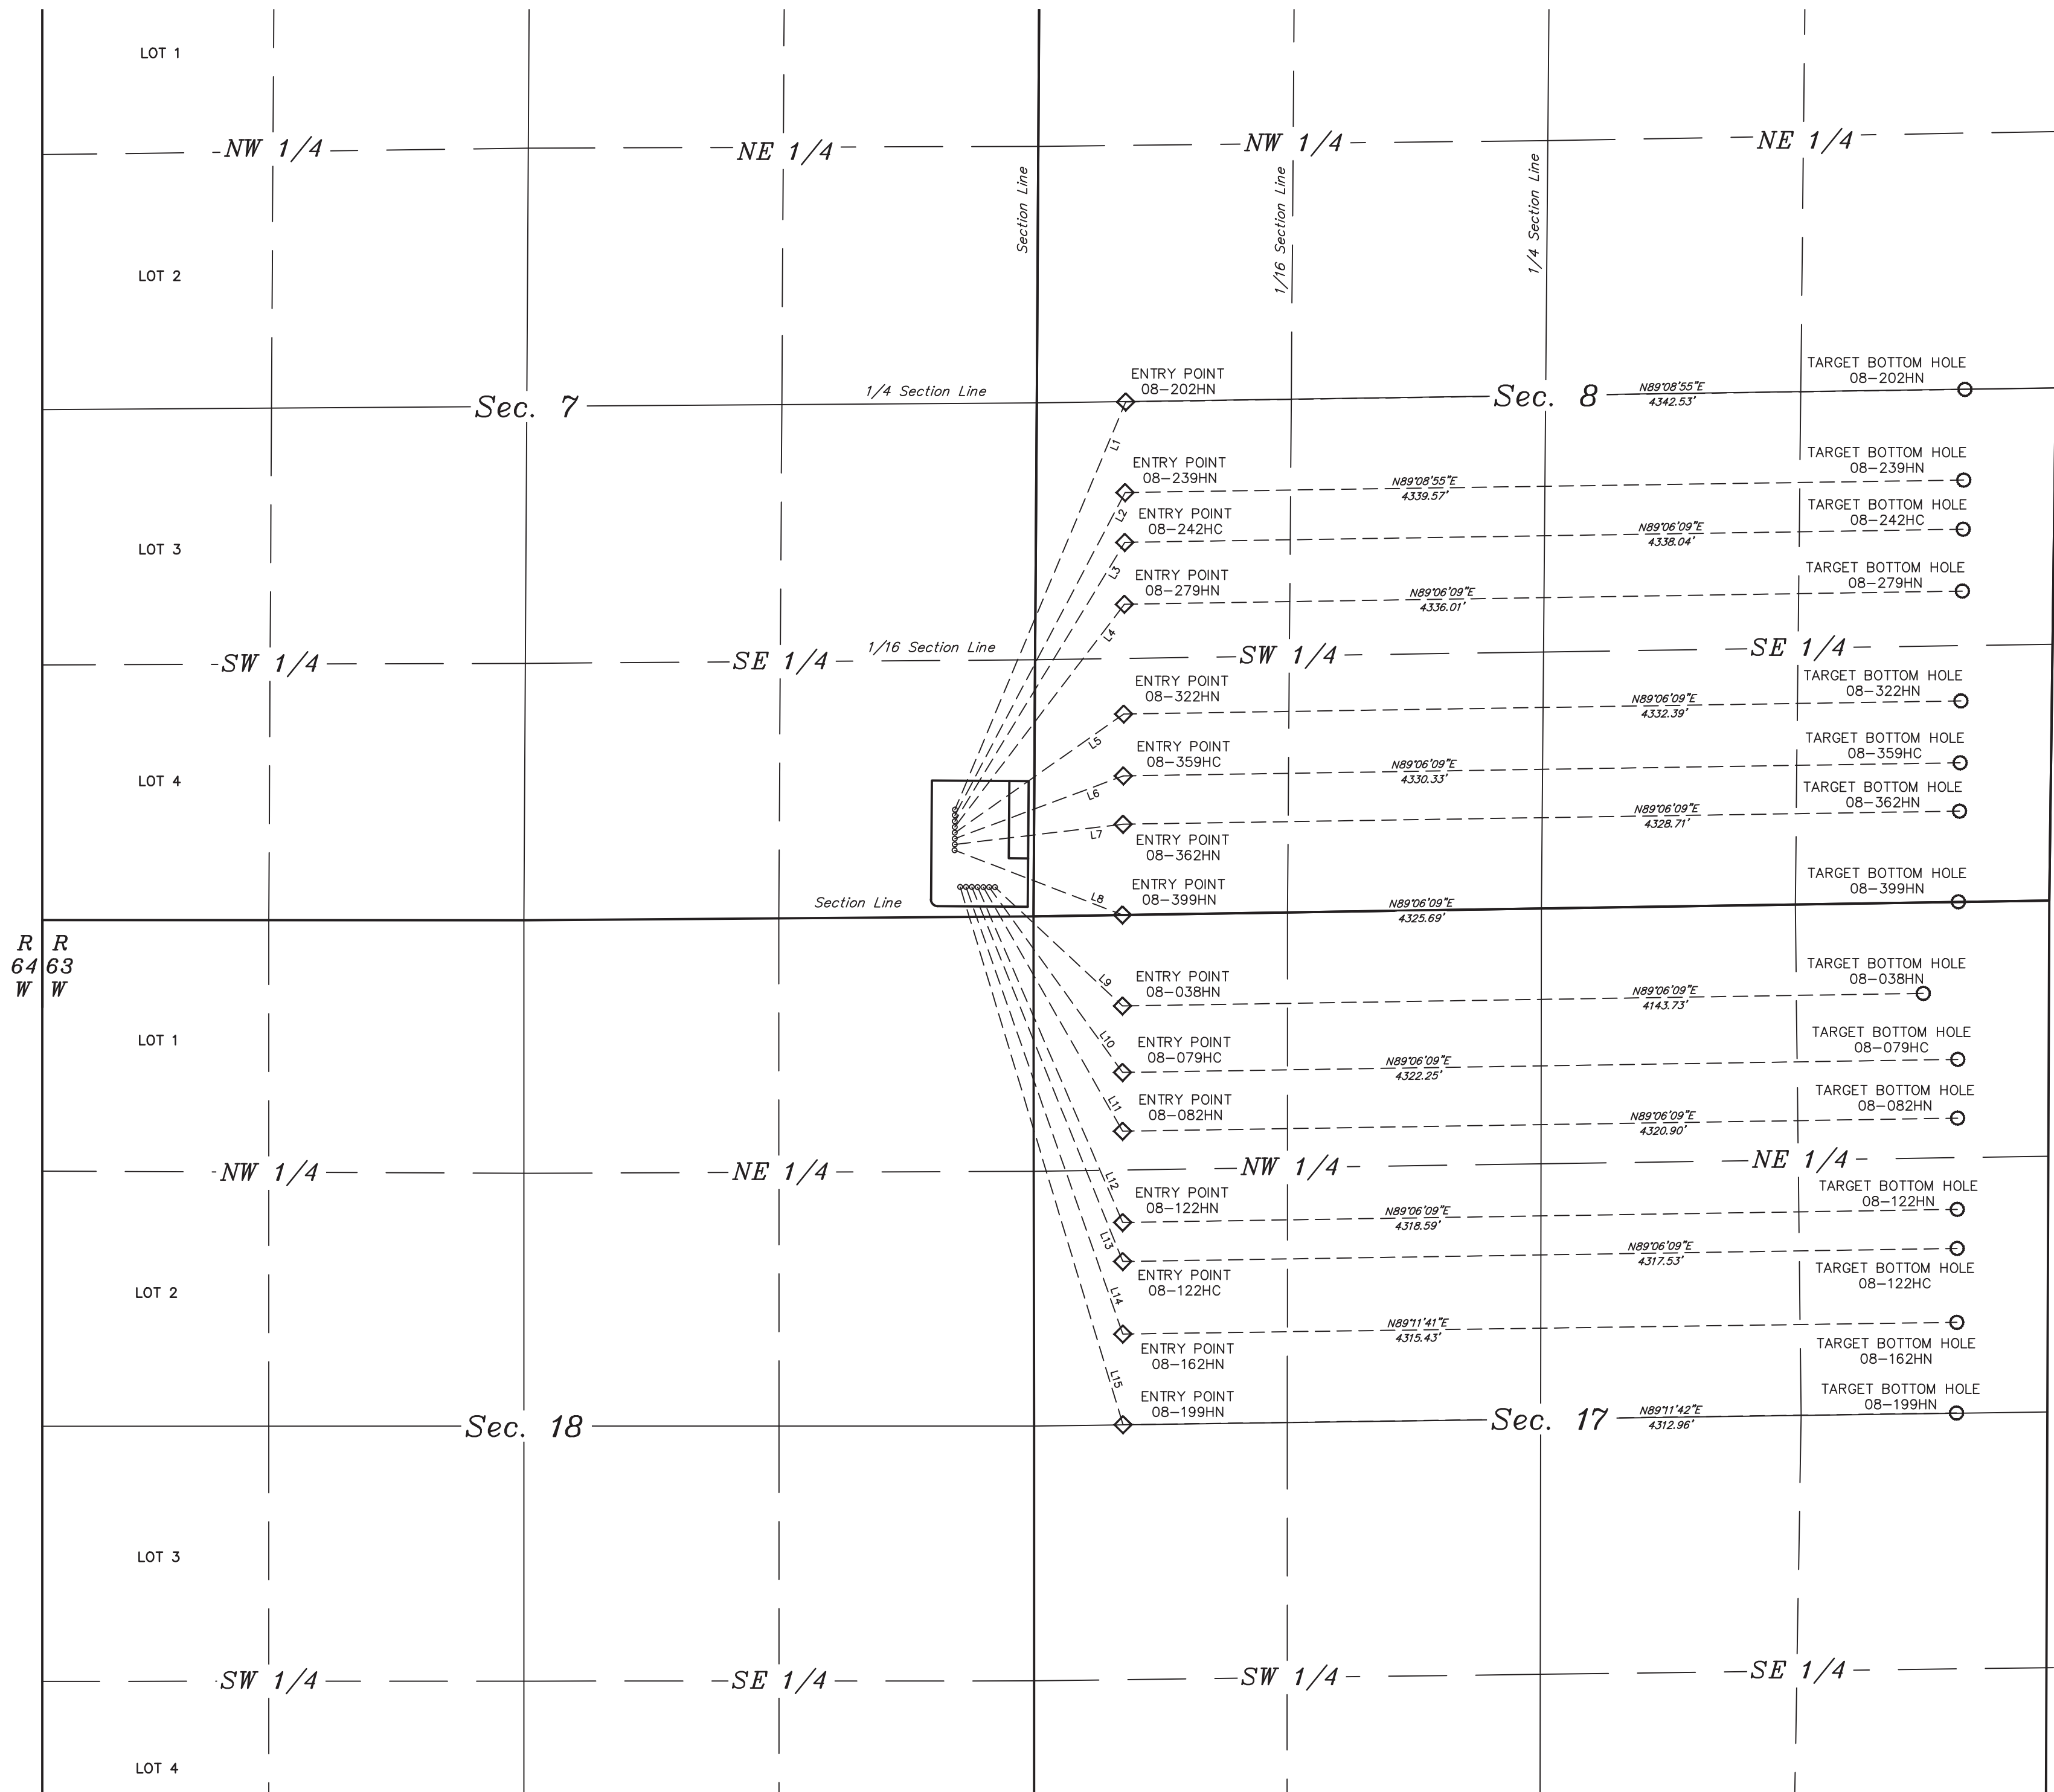 LOT 1
NW 1/4
NE 1/4
NW 1/4
NE 1/4
Section Line
1/16 Section Line
1/4 Section Line
LOT 2
Sec. 7
1/4 Section Line
ENTRY POINT
08-202HN
Sec. 8
N89°08'55"E
4342.53'
TARGET BOTTOM HOLE
08-202HN
L1
ENTRY POINT
08-239HN
N89°08'55"E
4339.57'
TARGET BOTTOM HOLE
08-239HN
L2
ENTRY POINT
08-242HC
N89°06'09"E
4338.04'
TARGET BOTTOM HOLE
08-242HC
LOT 3
L3
ENTRY POINT
08-279HN
N89°06'09"E
4336.01'
TARGET BOTTOM HOLE
08-279HN
L4
SW 1/4
SE 1/4
1/16 Section Line
SW 1/4
SE 1/4
ENTRY POINT
08-322HN
N89°06'09"E
4332.39'
TARGET BOTTOM HOLE
08-322HN
L5
LOT 4
ENTRY POINT
08-359HC
N89°06'09"E
4330.33'
TARGET BOTTOM HOLE
08-359HC
L6
L7
ENTRY POINT
08-362HN
N89°06'09"E
4328.71'
TARGET BOTTOM HOLE
08-362HN
L8
Section Line
ENTRY POINT
08-399HN
N89°06'09"E
4325.69'
TARGET BOTTOM HOLE
08-399HN
R R
64 63
W W
L9
ENTRY POINT
08-038HN
N89°06'09"E
4143.73'
TARGET BOTTOM HOLE
08-038HN
LOT 1
L10
ENTRY POINT
08-079HC
N89°06'09"E
4322.25'
TARGET BOTTOM HOLE
08-079HC
L11
ENTRY POINT
08-082HN
N89°06'09"E
4320.90'
TARGET BOTTOM HOLE
08-082HN
NW 1/4
NE 1/4
NW 1/4
NE 1/4
L12
ENTRY POINT
08-122HN
N89°06'09"E
4318.59'
TARGET BOTTOM HOLE
08-122HN
L13
ENTRY POINT
08-122HC
N89°06'09"E
4317.53'
TARGET BOTTOM HOLE
08-122HC
LOT 2
L14
ENTRY POINT
08-162HN
N89°11'41"E
4315.43'
TARGET BOTTOM HOLE
08-162HN
L15
ENTRY POINT
08-199HN
Sec. 18
Sec. 17
N89°11'42"E
4312.96'
TARGET BOTTOM HOLE
08-199HN
LOT 3
SW 1/4
SE 1/4
SW 1/4
SE 1/4
LOT 4